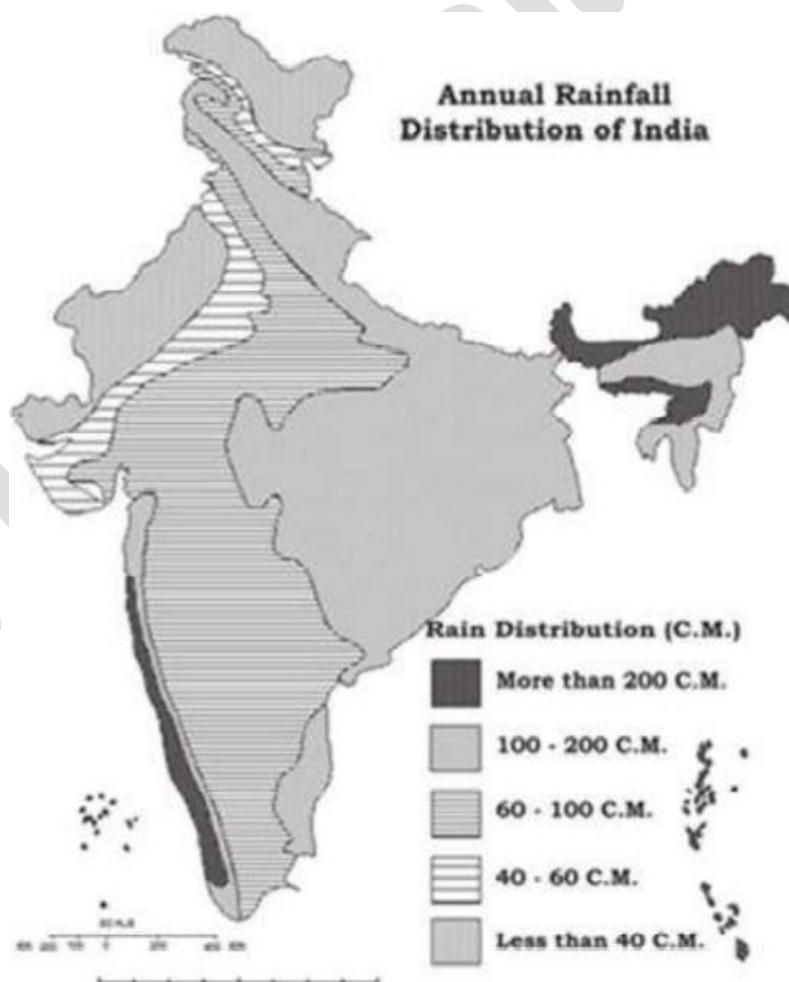 Annual Rainfall
Distribution of India
Rain Distribution (C.M.)
More than 200 C.M.
100 - 200 C.M.
60 - 100 C.M.
40 - 60 C.M.
Less than 40 C.M.